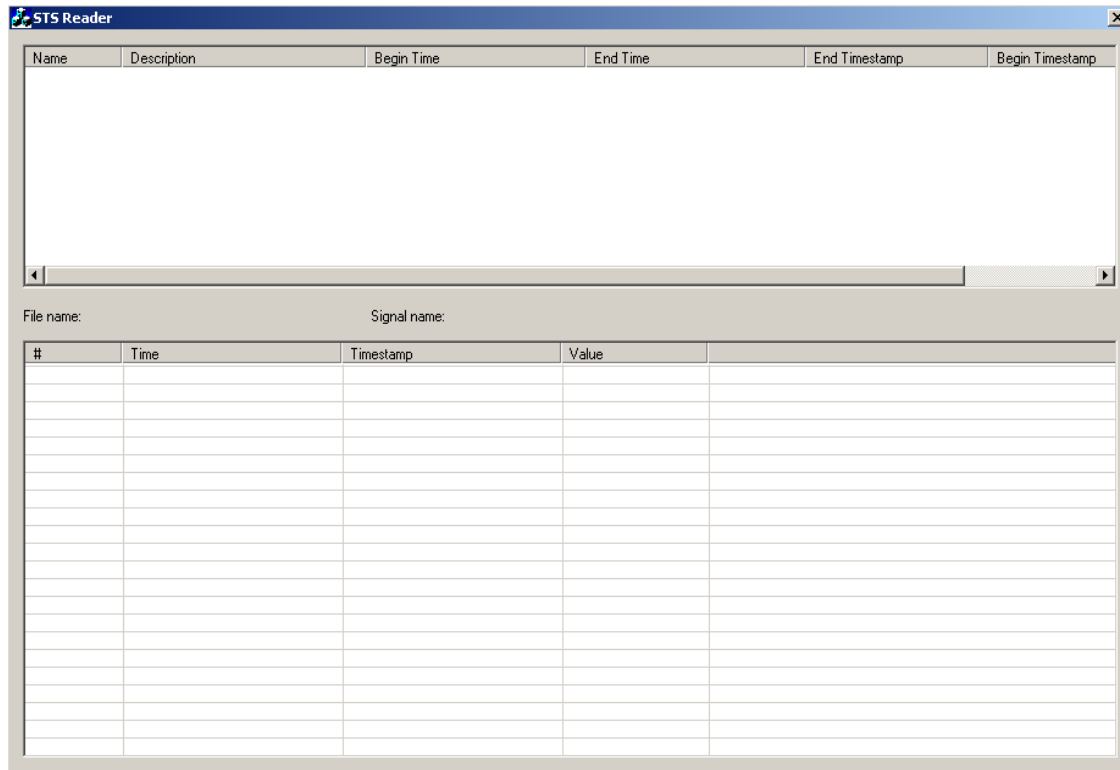 STS Reader
Name Description Begin Time End Time End Timestamp Begin Timestamp
File name: Signal name:
# Time Timestamp Value